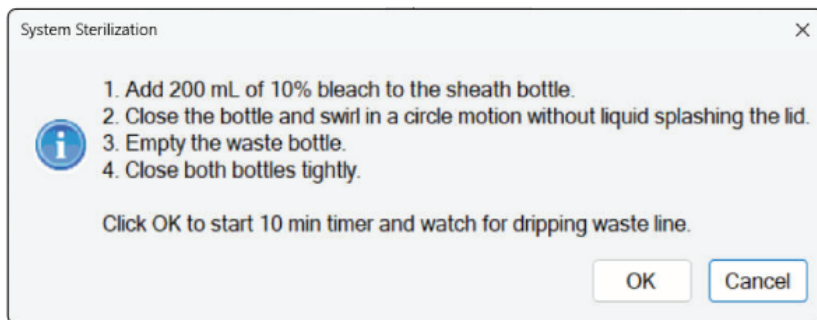 System Sterilization
1. Add 200 mL of 10% bleach to the sheath bottle.
2. Close the bottle and swirl in a circle motion without liquid splashing the lid.
3. Empty the waste bottle.
4. Close both bottles tightly.
Click OK to start 10 min timer and watch for dripping waste line.
OK
Cancel